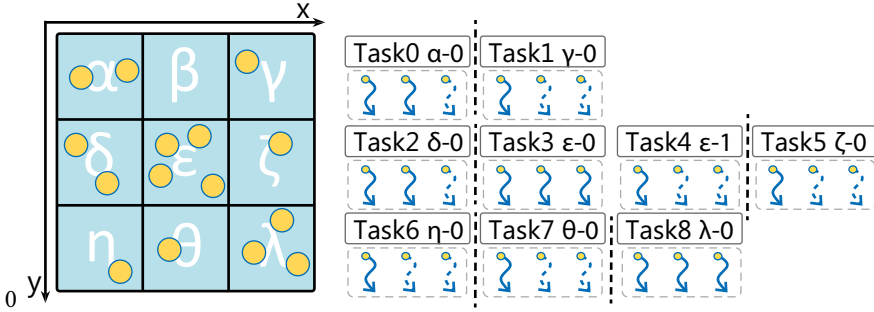 x
α β γ
δ ε ζ
η θ λ
0 y
Task0 α-0 Task1 γ-0
Task2 δ-0 Task3 ε-0 Task4 ε-1 Task5 ζ-0
Task6 η-0 Task7 θ-0 Task8 λ-0